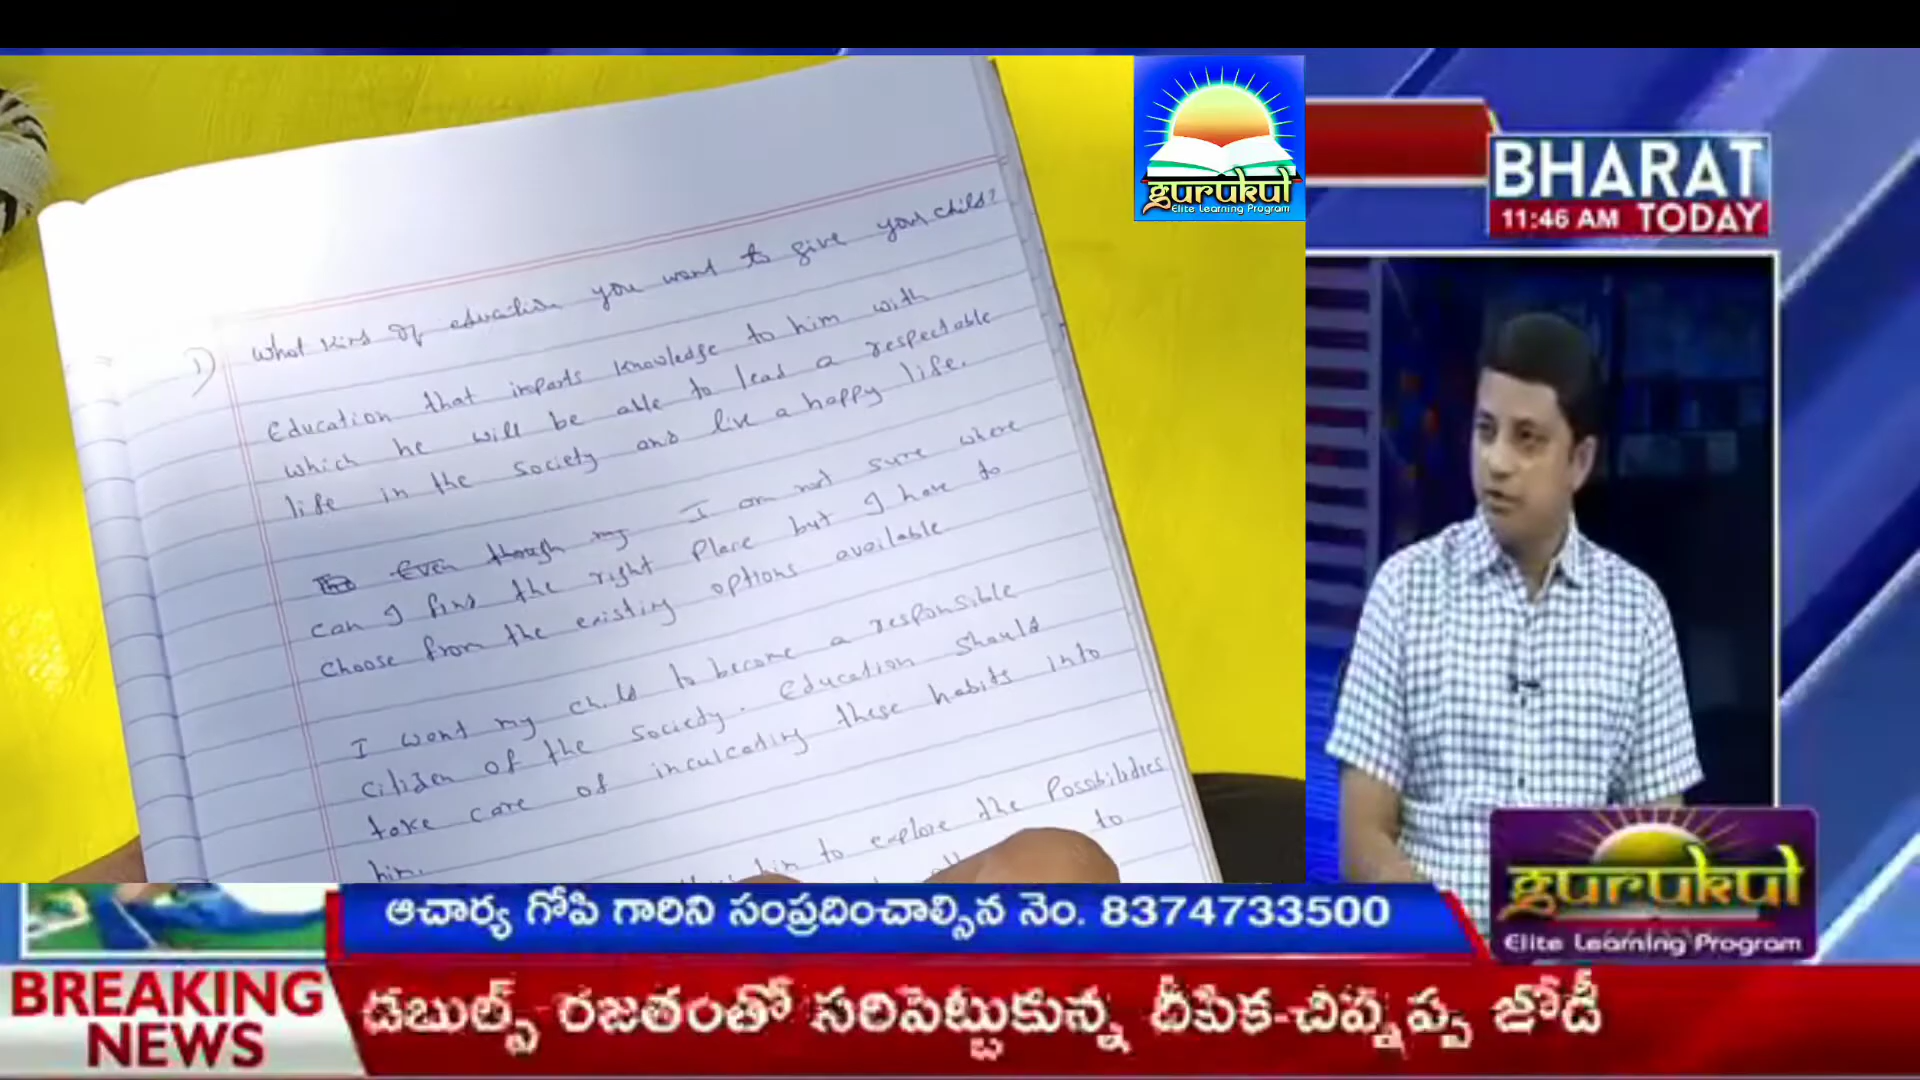 gurukul
Elite Learning Program
BHARAT
11:46 AM TODAY
1) What kind of education you want to give your child?
Education that imparts knowledge to him with
which he will be able to lead a respectable
life in the society and live a happy life.
Even though my I am not sure where
can I find the right place but I have to
choose from the existing options available
I want my child to become a responsible
citizen of the society. Education should
take care of inculcating these habits into
him.
him to explore the possibilities
to
ఆచార్య గోపి గారిని సంప్రదించాల్సిన నెం. 8374733500
gurukul
Elite Learning Program
BREAKING
NEWS
డబుల్స్ రజతంతో సరిపెట్టుకున్న దీపిక-చిన్నప్ప జోడీ